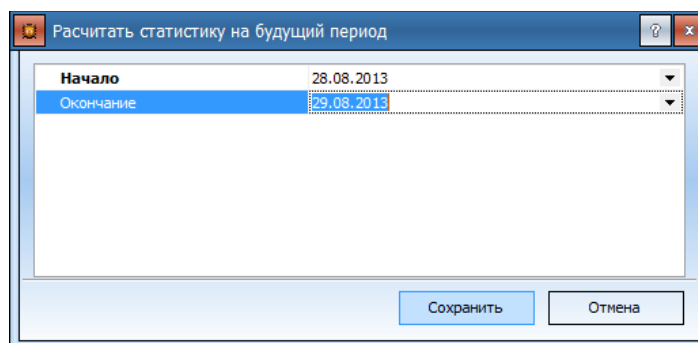 Расчитать статистику на будущий период ? x
Начало 28.08.2013
Окончание 29.08.2013
Сохранить Отмена